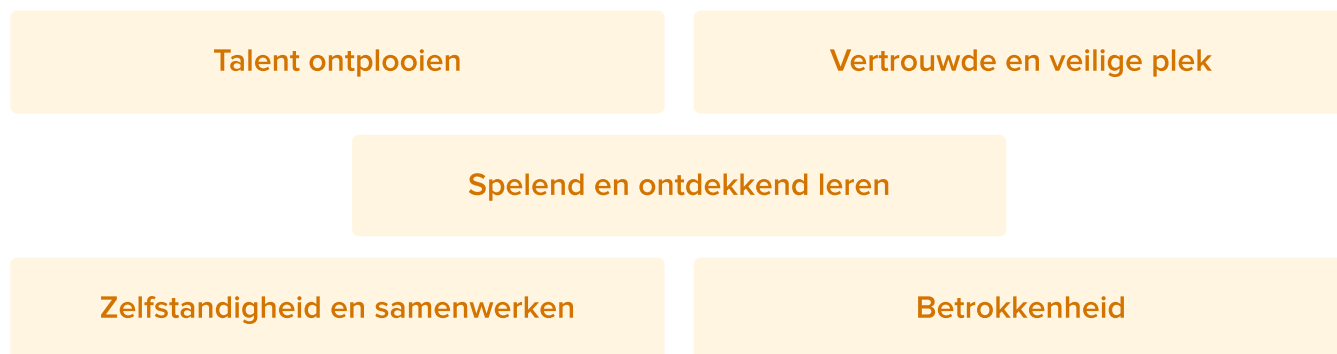 Talent ontplooien
Vertrouwde en veilige plek
Spelend en ontdekkend leren
Zelfstandigheid en samenwerken
Betrokkenheid